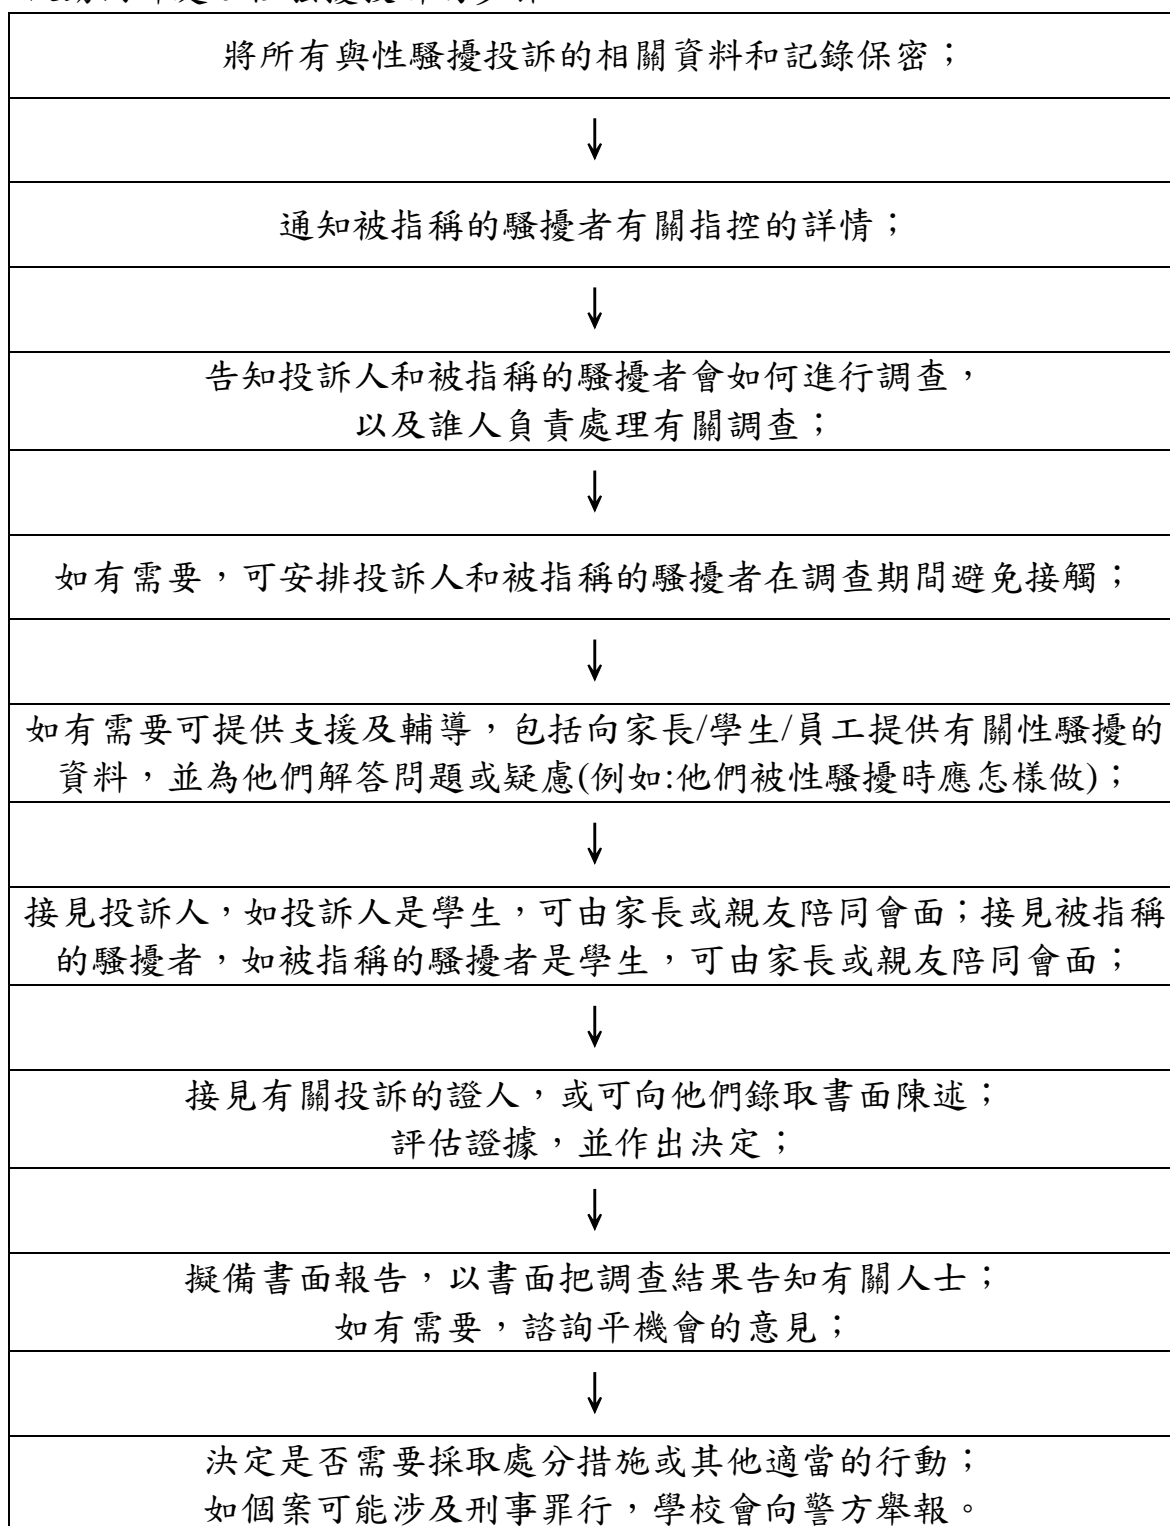 將所有與性騷擾投訴的相關資料和記錄保密；
↓
通知被指稱的騷擾者有關指控的詳情；
↓
告知投訴人和被指稱的騷擾者會如何進行調查，
以及誰人負責處理有關調查；
↓
如有需要，可安排投訴人和被指稱的騷擾者在調查期間避免接觸；
↓
如有需要可提供支援及輔導，包括向家長/學生/員工提供有關性騷擾的
資料，並為他們解答問題或疑慮(例如:他們被性騷擾時應怎樣做)；
↓
接見投訴人，如投訴人是學生，可由家長或親友陪同會面；接見被指稱
的騷擾者，如被指稱的騷擾者是學生，可由家長或親友陪同會面；
↓
接見有關投訴的證人，或可向他們錄取書面陳述；
評估證據，並作出決定；
↓
擬備書面報告，以書面把調查結果告知有關人士；
如有需要，諮詢平機會的意見；
↓
決定是否需要採取處分措施或其他適當的行動；
如個案可能涉及刑事罪行，學校會向警方舉報。